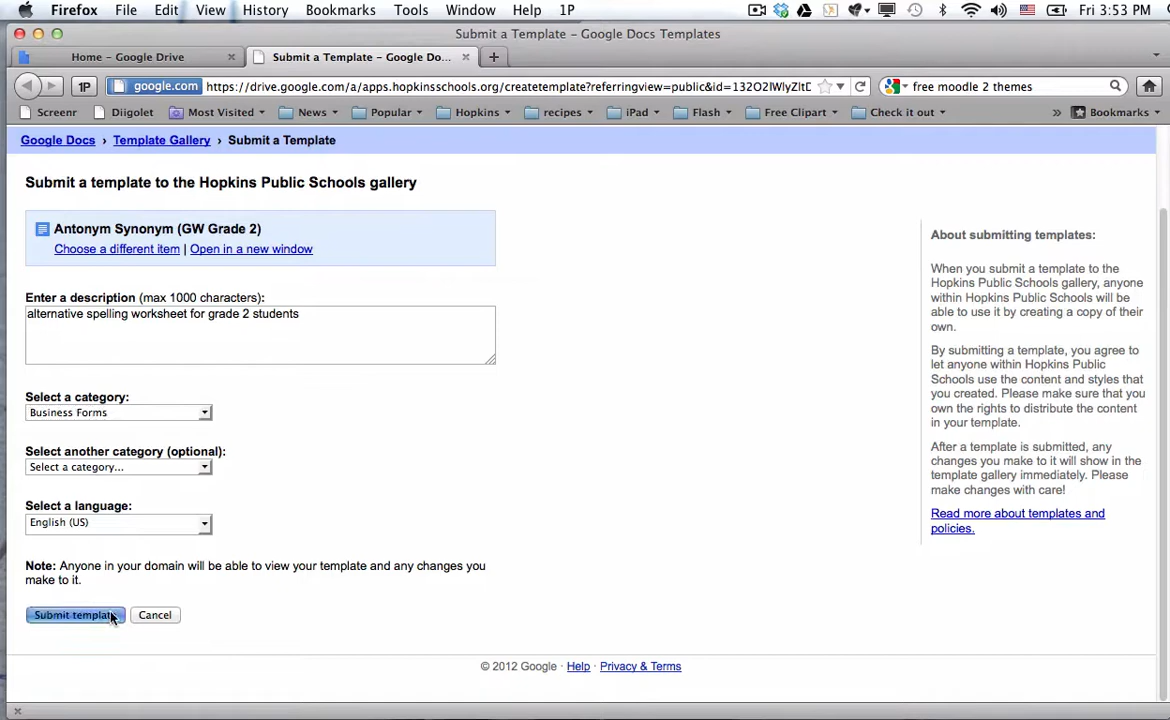 Firefox File Edit View History Bookmarks Tools Window Help 1P Fri 3:53 PM
Submit a Template – Google Docs Templates
Home – Google Drive Submit a Template – Google Do...
1P google.com https://drive.google.com/a/apps.hopkinsschools.org/createtemplate?referringview=public&id=132O2lWlyZltD free moodle 2 themes
Screenr Diigolet Most Visited News Popular Hopkins recipes iPad Flash Free Clipart Check it out » Bookmarks
Google Docs › Template Gallery › Submit a Template
Submit a template to the Hopkins Public Schools gallery
Antonym Synonym (GW Grade 2)
Choose a different item | Open in a new window
Enter a description (max 1000 characters):
alternative spelling worksheet for grade 2 students
Select a category:
Business Forms
Select another category (optional):
Select a category...
Select a language:
English (US)
Note: Anyone in your domain will be able to view your template and any changes you
make to it.
Submit template Cancel
About submitting templates:
When you submit a template to the
Hopkins Public Schools gallery, anyone
within Hopkins Public Schools will be
able to use it by creating a copy of their
own.
By submitting a template, you agree to
let anyone within Hopkins Public
Schools use the content and styles that
you created. Please make sure that you
own the rights to distribute the content
in your template.
After a template is submitted, any
changes you make to it will show in the
template gallery immediately. Please
make changes with care!
Read more about templates and
policies.
© 2012 Google · Help · Privacy & Terms